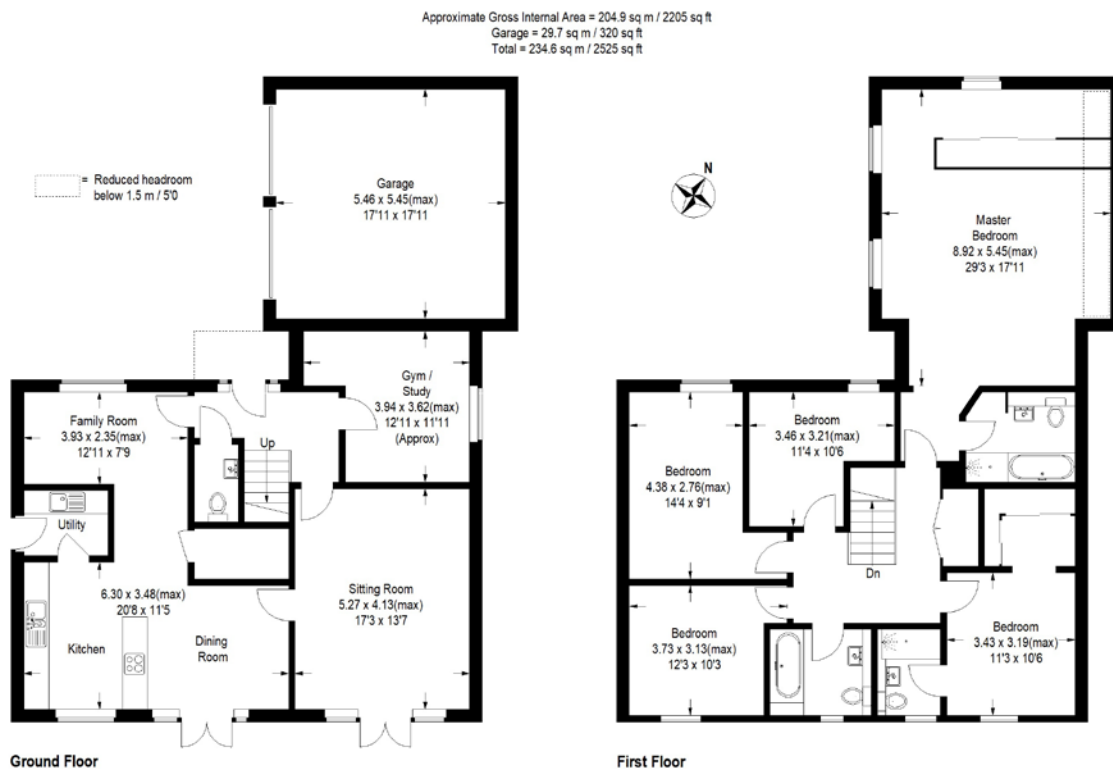 Approximate Gross Internal Area = 204.9 sq m / 2205 sq ft
Garage = 29.7 sq m / 320 sq ft
Total = 234.6 sq m / 2525 sq ft
= Reduced headroom
below 1.5 m / 5'0
Garage
5.46 x 5.45(max)
17'11 x 17'11
Gym /
Study
3.94 x 3.62(max)
12'11 x 11'11
(Approx)
Family Room
3.93 x 2.35(max)
12'11 x 7'9
Up
Utility
6.30 x 3.48(max)
20'8 x 11'5
Kitchen
Dining
Room
Sitting Room
5.27 x 4.13(max)
17'3 x 13'7
Ground Floor
N
Master
Bedroom
8.92 x 5.45(max)
29'3 x 17'11
Bedroom
3.46 x 3.21(max)
11'4 x 10'6
Bedroom
4.38 x 2.76(max)
14'4 x 9'1
Dn
Bedroom
3.73 x 3.13(max)
12'3 x 10'3
Bedroom
3.43 x 3.19(max)
11'3 x 10'6
First Floor